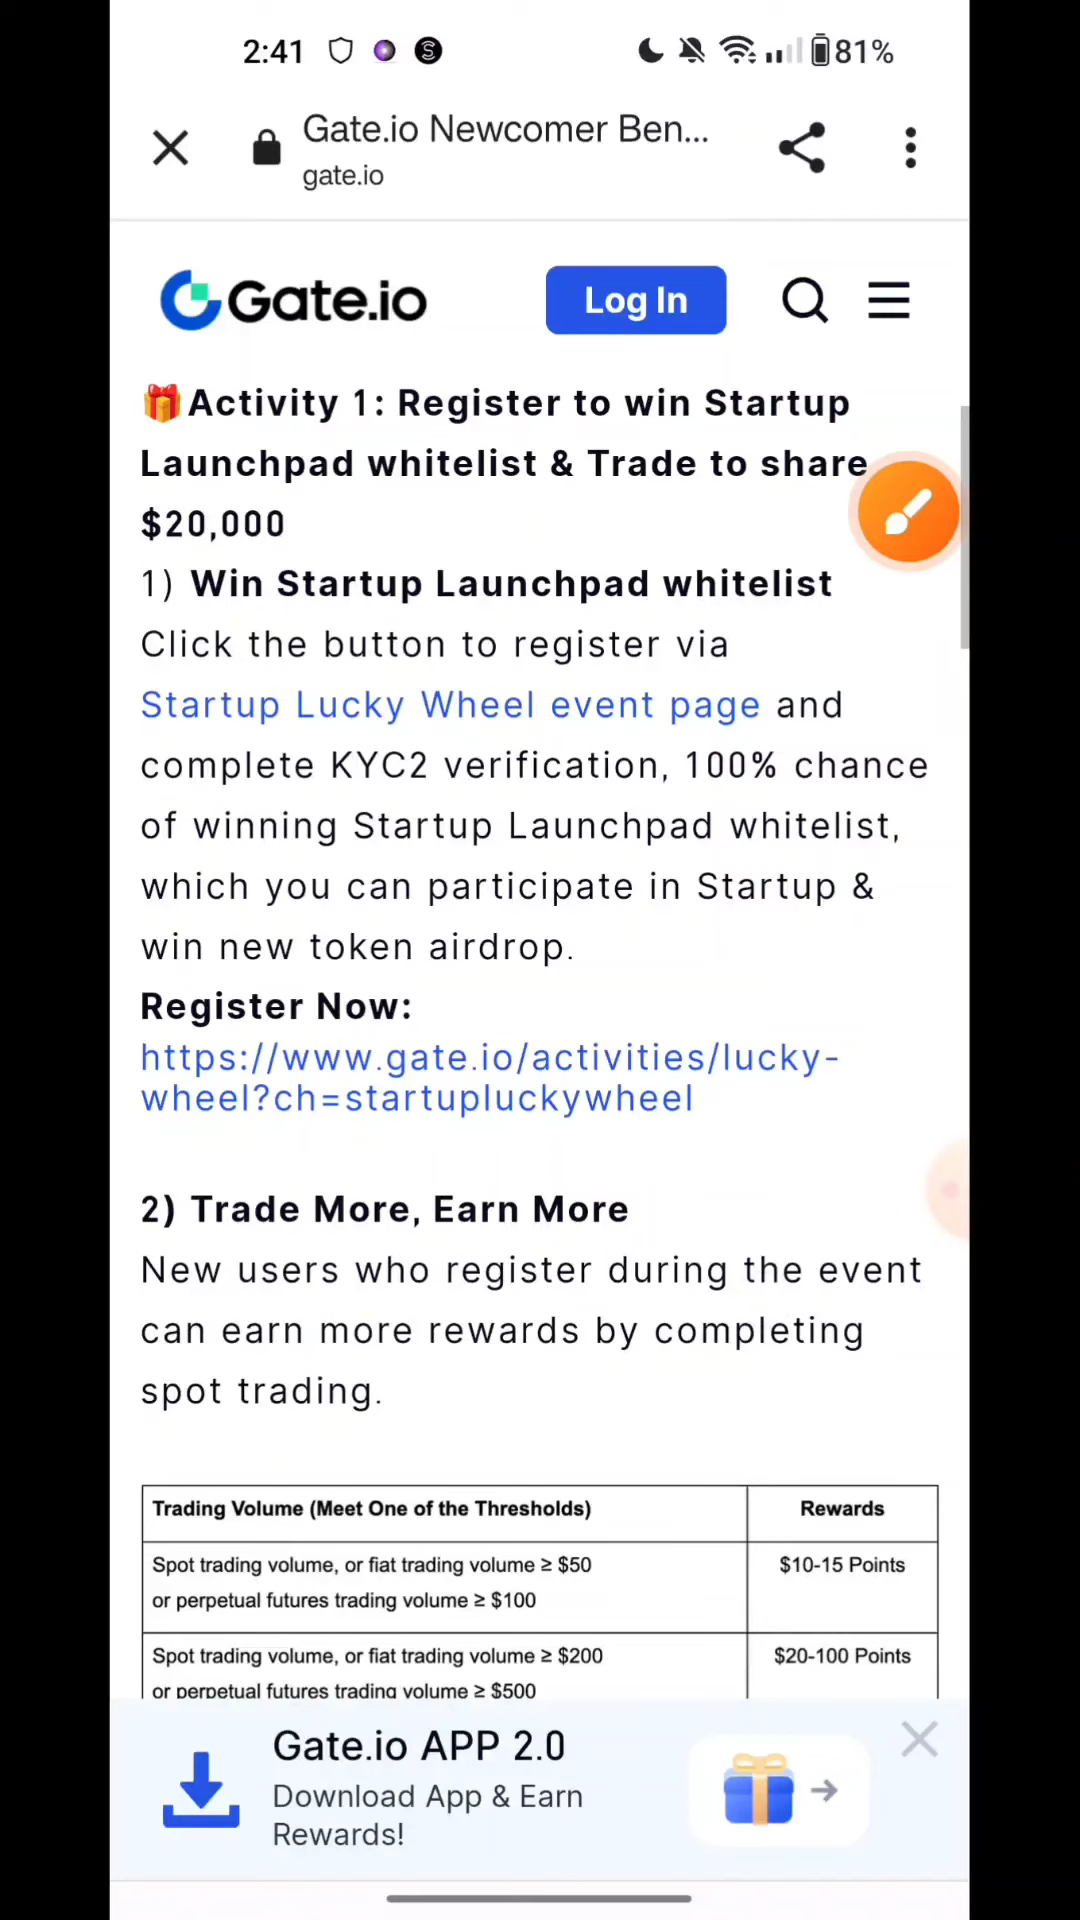 2:41
81%
Gate.io Newcomer Ben...
gate.io
Gate.io
Log In
Activity 1: Register to win Startup
Launchpad whitelist & Trade to share
$20,000
1) Win Startup Launchpad whitelist
Click the button to register via
Startup Lucky Wheel event page and
complete KYC2 verification, 100% chance
of winning Startup Launchpad whitelist,
which you can participate in Startup &
win new token airdrop.
Register Now:
https://www.gate.io/activities/lucky-
wheel?ch=startupluckywheel
2) Trade More, Earn More
New users who register during the event
can earn more rewards by completing
spot trading.
Trading Volume (Meet One of the Thresholds) Rewards
Spot trading volume, or fiat trading volume ≥ $50 $10-15 Points
or perpetual futures trading volume ≥ $100
Spot trading volume, or fiat trading volume ≥ $200 $20-100 Points
or perpetual futures trading volume ≥ $500
Gate.io APP 2.0
Download App & Earn
Rewards!